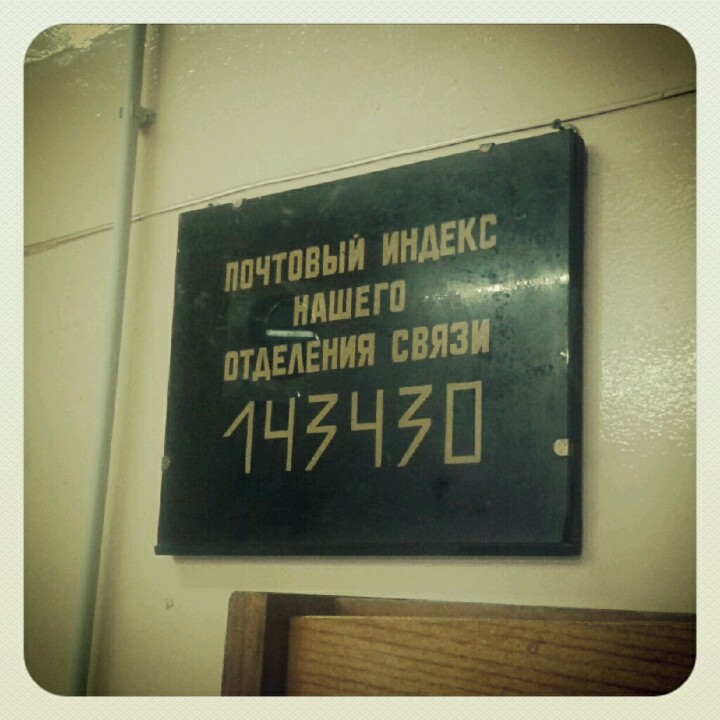 ПОЧТОВЫЙ ИНДЕКС
НАШЕГО
ОТДЕЛЕНИЯ СВЯЗИ
143430